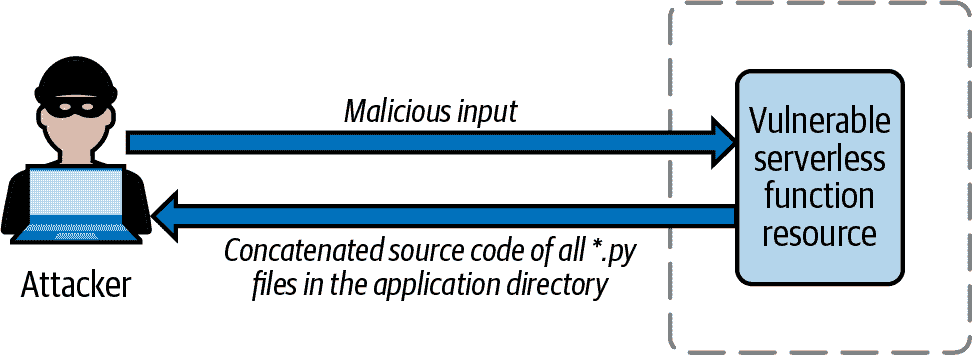 Malicious input
Vulnerable
serverless
function
resource
Concatenated source code of all *.py
files in the application directory
Attacker